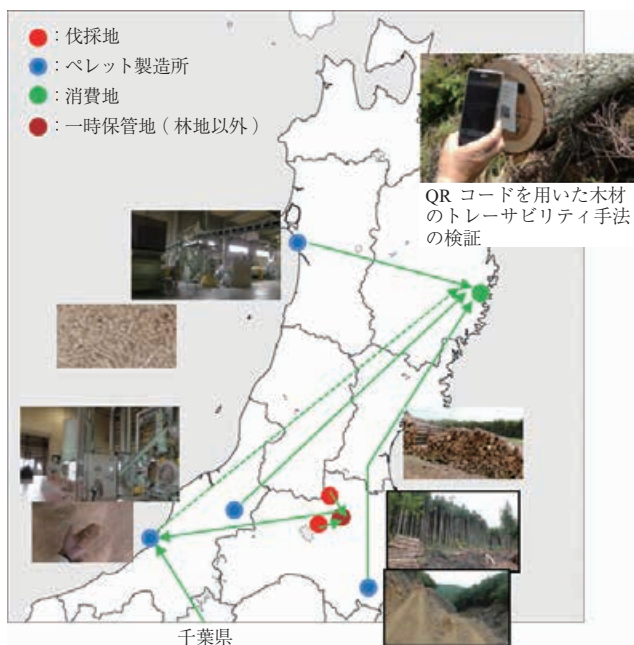 ：伐採地
：ペレット製造所
：消費地
：一時保管地 ( 林地以外 )
QR コードを用いた木材
のトレーサビリティ手法
の検証
千葉県